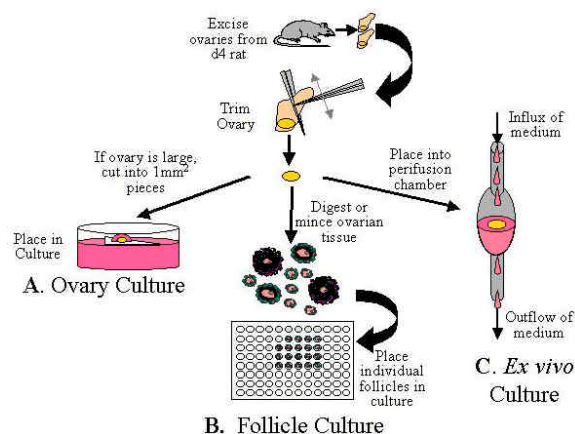 Excise
ovaries from
d4 rat
Trim
Ovary
Influx of
medium
If ovary is large,
cut into 1mm²
pieces
Place into
perifusion
chamber
Digest or
mince ovarian
tissue
Place in
Culture
A. Ovary Culture
Outflow of
medium
Place
individual
follicles in
culture
C. Ex vivo
Culture
B. Follicle Culture